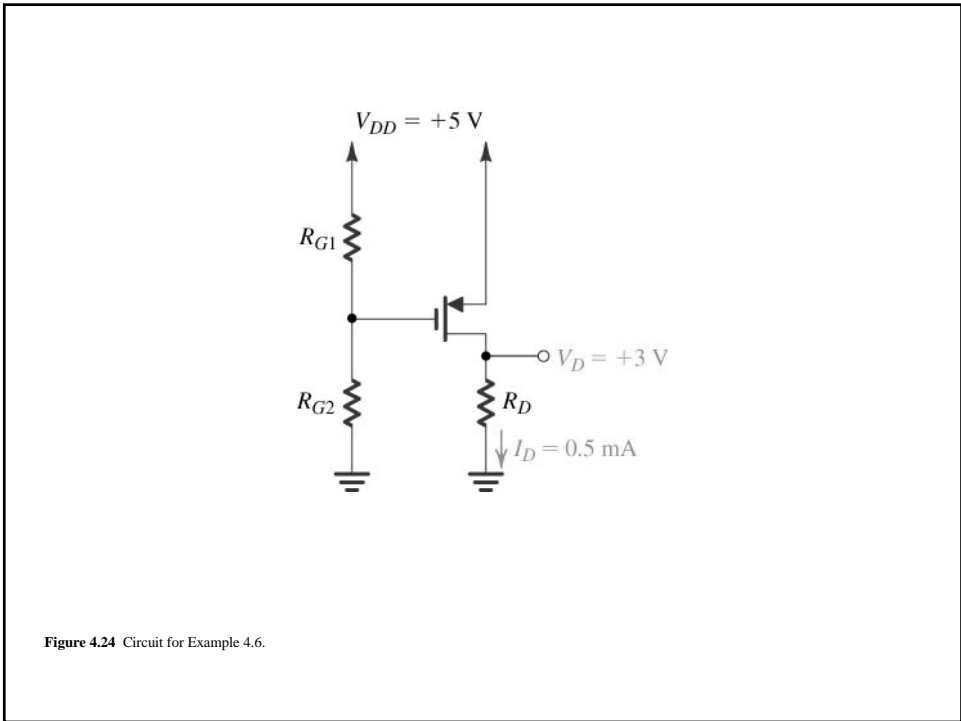 V_DD = +5 V
R_G1
V_D = +3 V
R_G2
R_D
I_D = 0.5 mA
Figure 4.24 Circuit for Example 4.6.